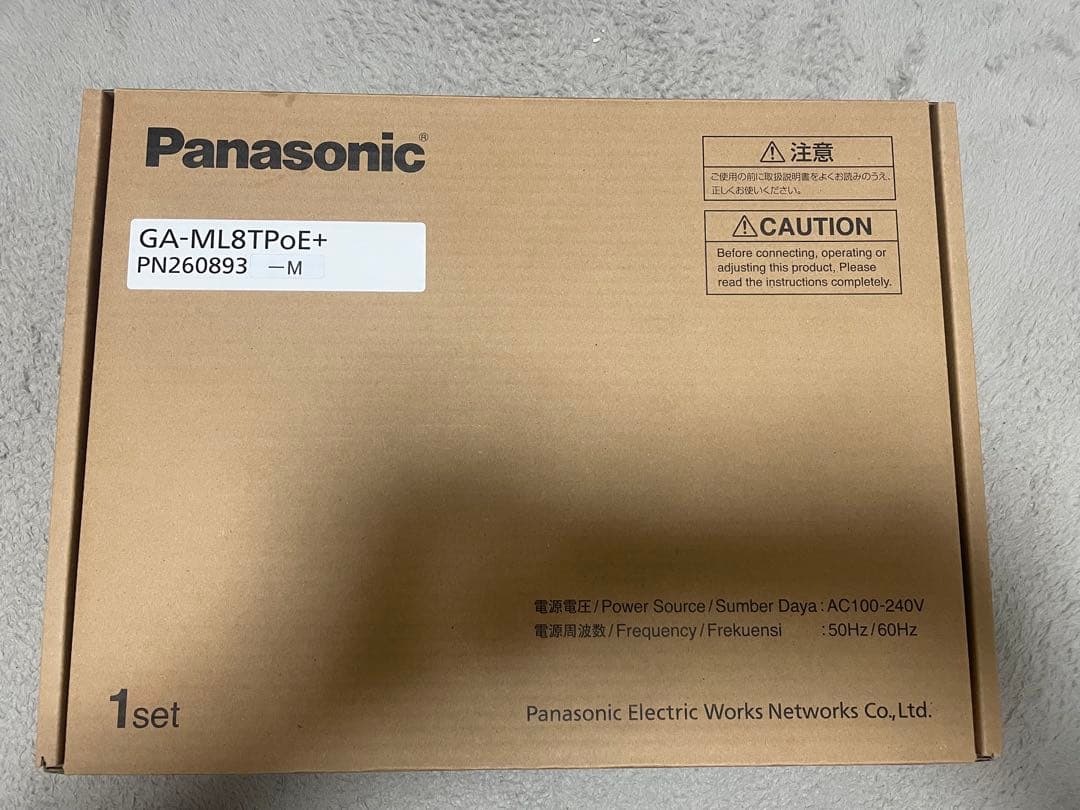 Panasonic®
GA-ML8TPoE+
PN260893 -M
⚠注意
ご使用の前に取扱説明書をよくお読みのうえ、
正しくお使いください。
⚠CAUTION
Before connecting, operating or
adjusting this product, Please
read the instructions completely.
電源電圧/Power Source/Sumber Daya:AC100-240V
電源周波数/Frequency/Frekuensi :50Hz/60Hz
1set
Panasonic Electric Works Networks Co.,Ltd.